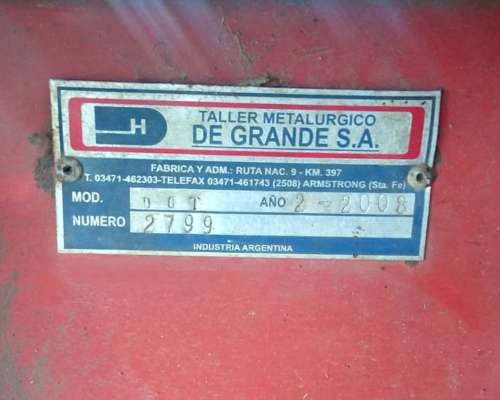 H
TALLER METALURGICO
DE GRANDE S.A.
FABRICA Y ADM.: RUTA NAC. 9 - KM. 397
T. 03471-462303-TELEFAX 03471-461743 (2508) ARMSTRONG (Sta. Fe)
MOD. AÑO 2-2008
NUMERO 2799
INDUSTRIA ARGENTINA